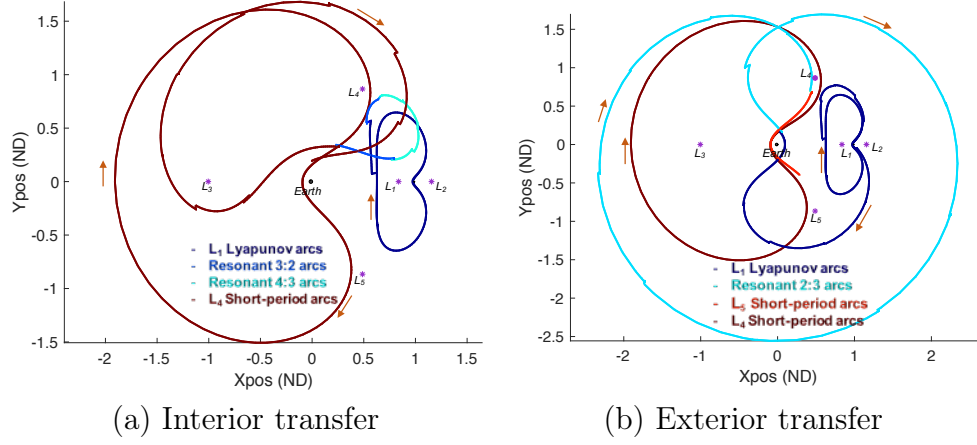 1.5
1
0.5
0
-0.5
-1
-1.5
Ypos (ND)
-2
-1.5
-1
-0.5
0
0.5
1
1.5
Xpos (ND)
L4
L3
Earth
L1
L2
L5
- L1 Lyapunov arcs
- Resonant 3:2 arcs
- Resonant 4:3 arcs
- L4 Short-period arcs
(a) Interior transfer
1.5
1
0.5
0
-0.5
-1
-1.5
-2
-2.5
Ypos (ND)
-2
-1
0
1
2
Xpos (ND)
L4
L3
Earth
L1
L2
L5
- L1 Lyapunov arcs
- Resonant 2:3 arcs
- L5 Short-period arcs
- L4 Short-period arcs
(b) Exterior transfer